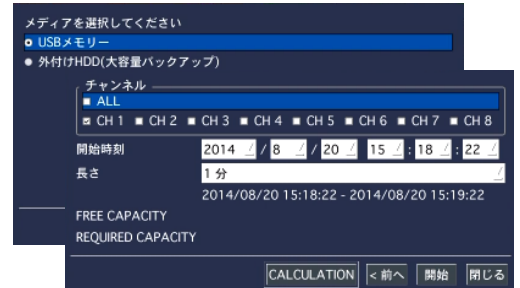 メディアを選択してください
USBメモリー
外付けHDD(大容量バックアップ)
チャンネル
ALL
CH 1 CH 2 CH 3 CH 4 CH 5 CH 6 CH 7 CH 8
開始時刻 2014 / 8 / 20 15 : 18 : 22
長さ 1 分
2014/08/20 15:18:22 - 2014/08/20 15:19:22
FREE CAPACITY
REQUIRED CAPACITY
CALCULATION <前へ 開始 閉じる